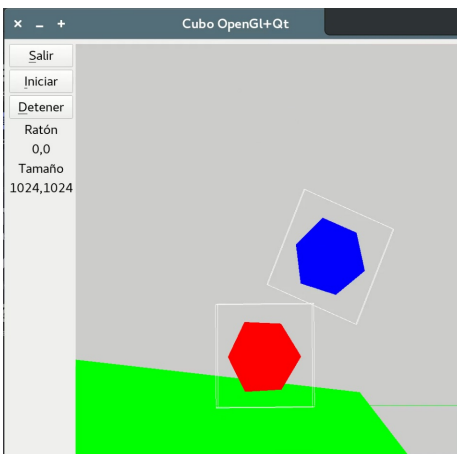 Cubo OpenGl+Qt
Salir
Iniciar
Detener
Ratón
0,0
Tamaño
1024,1024